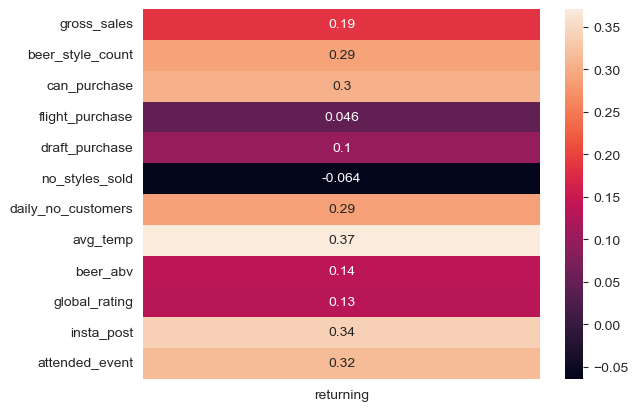 gross_sales 0.19
beer_style_count 0.29
can_purchase 0.3
flight_purchase 0.046
draft_purchase 0.1
no_styles_sold -0.064
daily_no_customers 0.29
avg_temp 0.37
beer_abv 0.14
global_rating 0.13
insta_post 0.34
attended_event 0.32
returning
0.35
0.30
0.25
0.20
0.15
0.10
0.05
0.00
−0.05